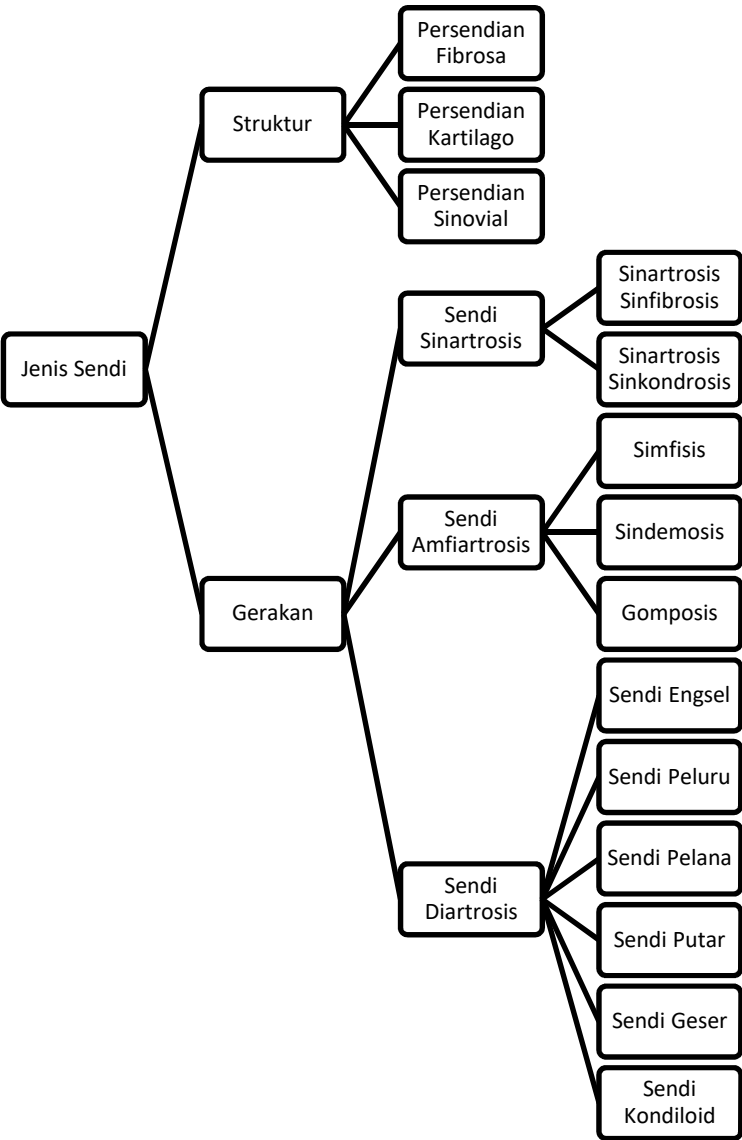 Persendian
Fibrosa
Struktur
Persendian
Kartilago
Persendian
Sinovial
Jenis Sendi
Sendi
Sinartrosis
Sinartrosis
Sinfibrosis
Sinartrosis
Sinkondrosis
Gerakan
Sendi
Amfiartrosis
Simfisis
Sindemosis
Gomposis
Sendi
Diartrosis
Sendi Engsel
Sendi Peluru
Sendi Pelana
Sendi Putar
Sendi Geser
Sendi
Kondiloid